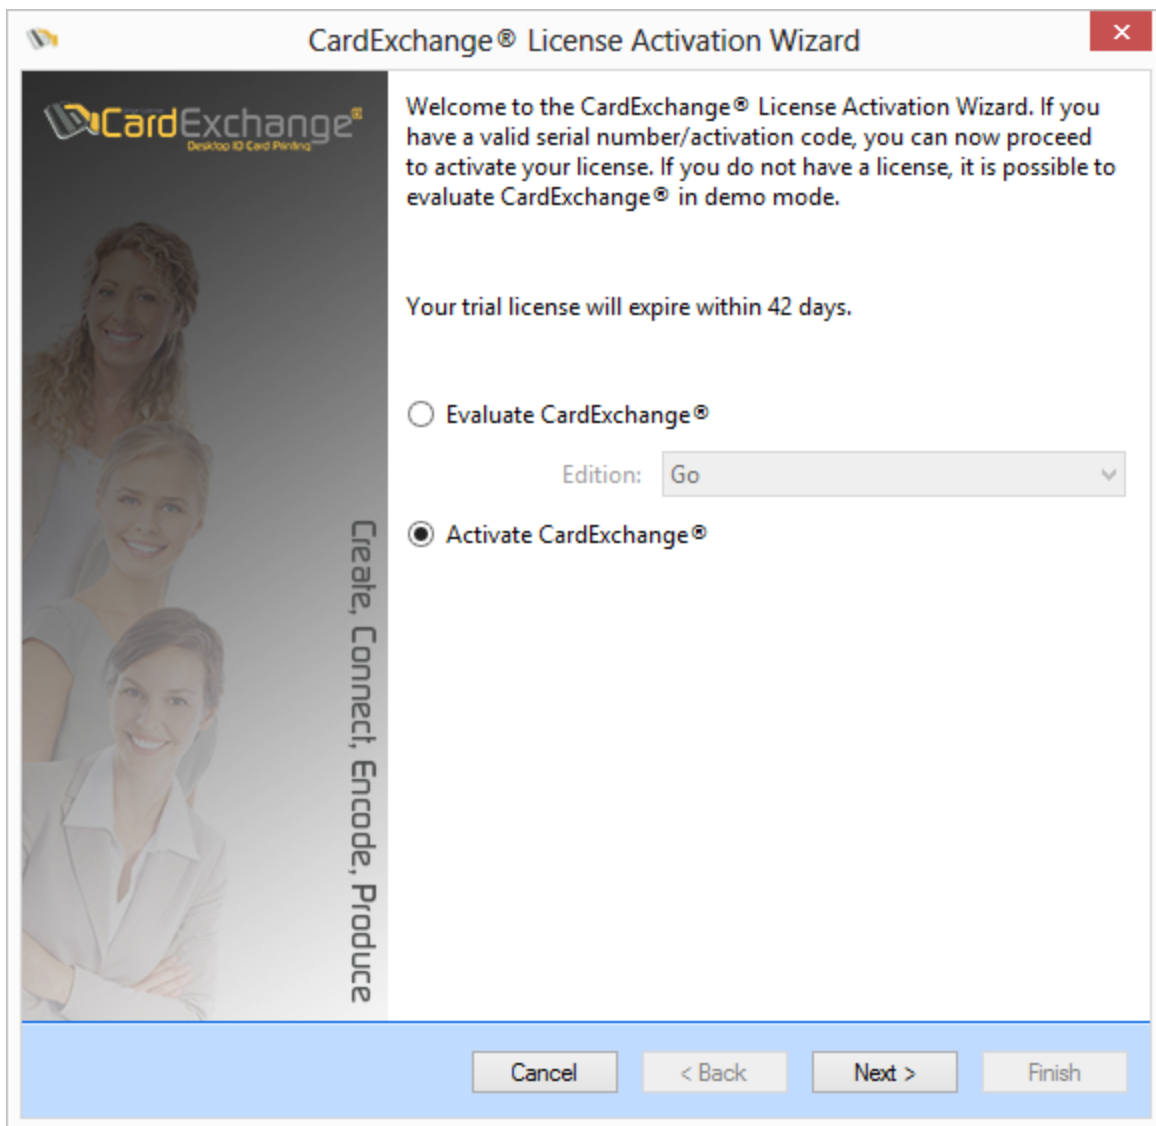 CardExchange® License Activation Wizard
CardExchange®
Desktop ID Card Printing
Welcome to the CardExchange® License Activation Wizard. If you
have a valid serial number/activation code, you can now proceed
to activate your license. If you do not have a license, it is possible to
evaluate CardExchange® in demo mode.
Your trial license will expire within 42 days.
Evaluate CardExchange®
Edition: Go
Activate CardExchange®
Create, Connect, Encode, Produce
Cancel < Back Next > Finish